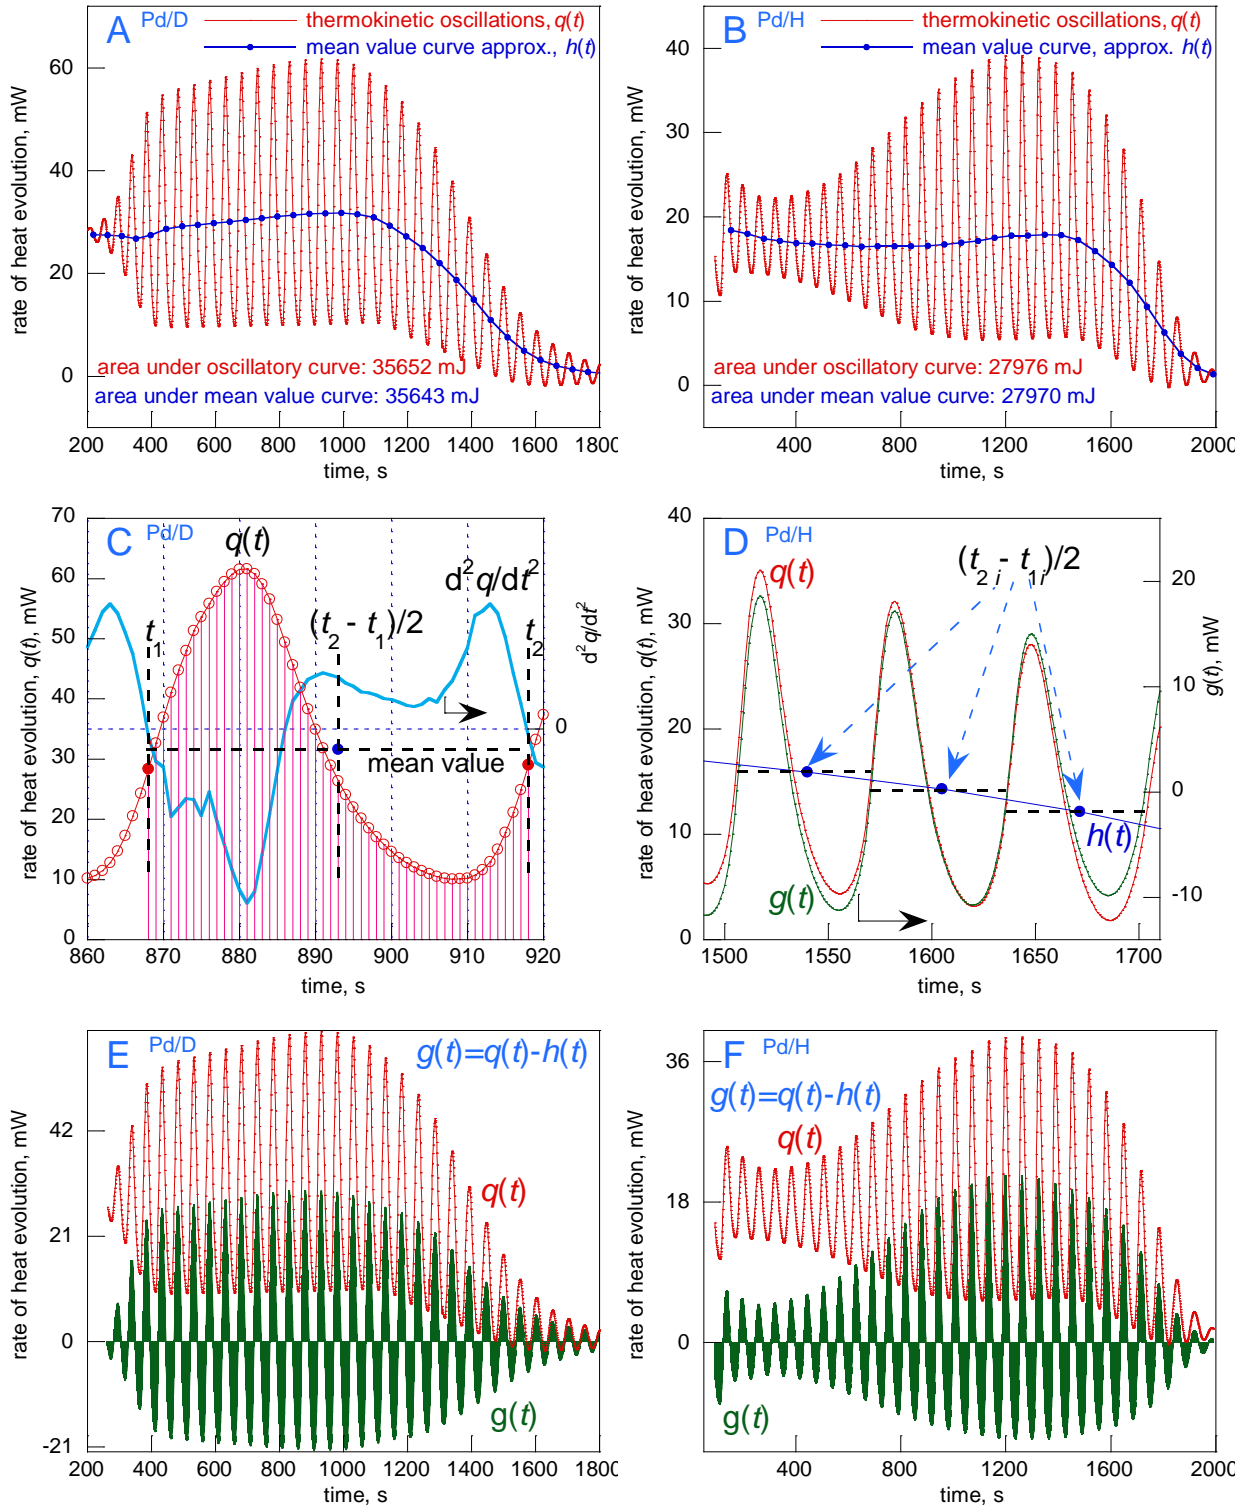 A Pd/D
thermokinetic oscillations, q(t)
mean value curve approx., h(t)
rate of heat evolution, mW
60
40
20
0
area under oscillatory curve: 35652 mJ
area under mean value curve: 35643 mJ
200 400 600 800 1000 1200 1400 1600 1800
time, s
B Pd/H
thermokinetic oscillations, q(t)
mean value curve, approx. h(t)
rate of heat evolution, mW
40
30
20
10
0
area under oscillatory curve: 27976 mJ
area under mean value curve: 27970 mJ
400 800 1200 1600 2000
time, s
C Pd/D
q(t)
d²q/dt²
t₁
(t₂ - t₁)/2
t₂
mean value
rate of heat evolution, q(t), mW
70
60
50
40
30
20
10
0
d²q/dt²
0
860 870 880 890 900 910 920
time, s
D Pd/H
q(t)
(t₂ᵢ - t₁ᵢ)/2
h(t)
g(t)
rate of heat evolution, q(t), mW
40
30
20
10
0
20
10
0
-10
g(t), mW
1500 1550 1600 1650 1700
time, s
E Pd/D
g(t)=q(t)-h(t)
q(t)
g(t)
rate of heat evolution, mW
42
21
0
-21
200 400 600 800 1000 1200 1400 1600 1800
time, s
F Pd/H
g(t)=q(t)-h(t)
q(t)
g(t)
rate of heat evolution, mW
36
18
0
400 800 1200 1600 2000
time, s